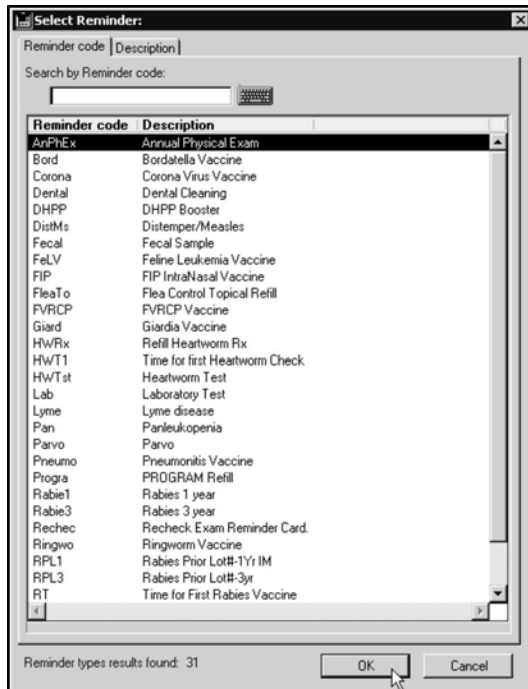 Select Reminder:
Reminder code Description
Search by Reminder code:
Reminder code Description
AnPhEx Annual Physical Exam
Bord Bordatella Vaccine
Corona Corona Virus Vaccine
Dental Dental Cleaning
DHPP DHPP Booster
DistMs Distemper/Measles
Fecal Fecal Sample
FeLV Feline Leukemia Vaccine
FIP FIP IntraNasal Vaccine
FleaTo Flea Control Topical Refill
FVRCP FVRCP Vaccine
Giard Giardia Vaccine
HWRx Refill Heartworm Rx
HWT1 Time for first Heartworm Check
HWTst Heartworm Test
Lab Laboratory Test
Lyme Lyme disease
Pan Panleukopenia
Parvo Parvo
Pneumo Pneumonitis Vaccine
Progra PROGRAM Refill
Rabie1 Rabies 1 year
Rabie3 Rabies 3 year
Rechec Recheck Exam Reminder Card.
Ringwo Ringworm Vaccine
RPL1 Rabies Prior Lot#-1Yr IM
RPL3 Rabies Prior Lot#-3yr
RT Time for First Rabies Vaccine
Reminder types results found: 31 OK Cancel